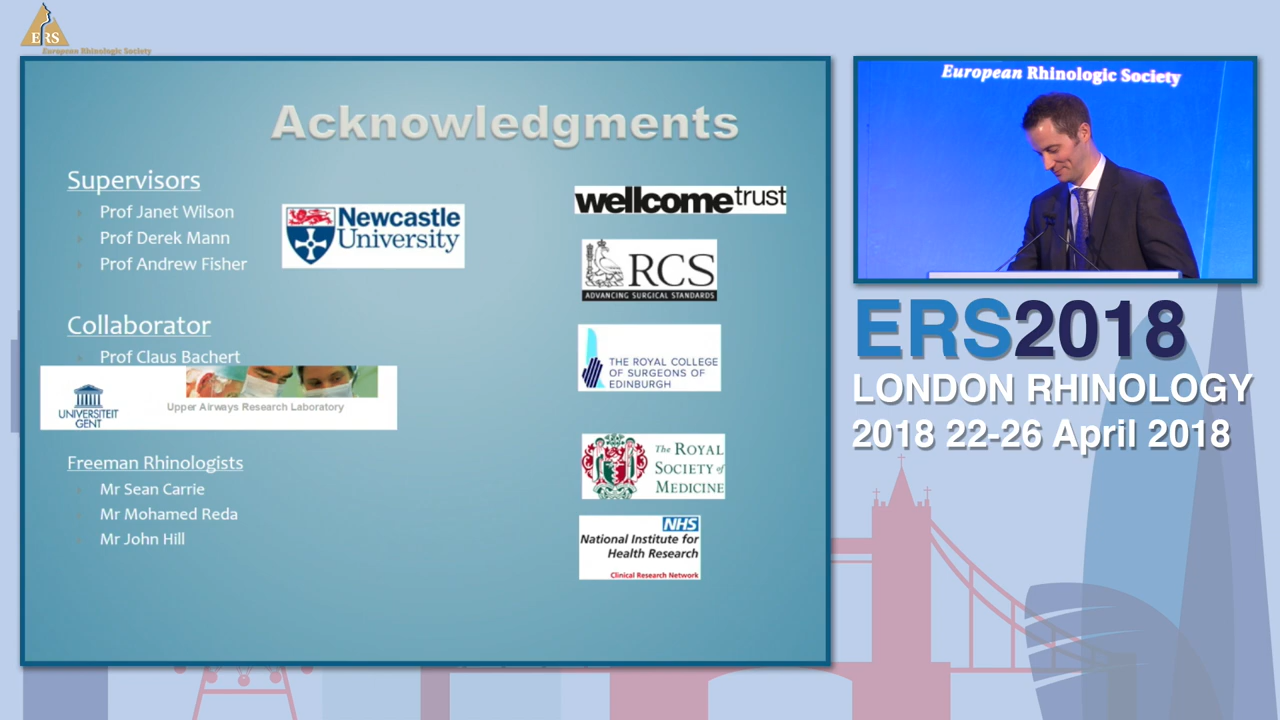 ERS
European Rhinologic Society
Acknowledgments
Supervisors
Prof Janet Wilson
Prof Derek Mann
Prof Andrew Fisher
Newcastle
University
Collaborator
Prof Claus Bachert
UNIVERSITEIT
GENT
Upper Airways Research Laboratory
Freeman Rhinologists
Mr Sean Carrie
Mr Mohamed Reda
Mr John Hill
wellcometrust
RCS
ADVANCING SURGICAL STANDARDS
THE ROYAL COLLEGE
OF SURGEONS OF
EDINBURGH
The ROYAL
SOCIETY of
MEDICINE
NHS
National Institute for
Health Research
Clinical Research Network
European Rhinologic Society
ERS2018
LONDON RHINOLOGY
2018 22-26 April 2018